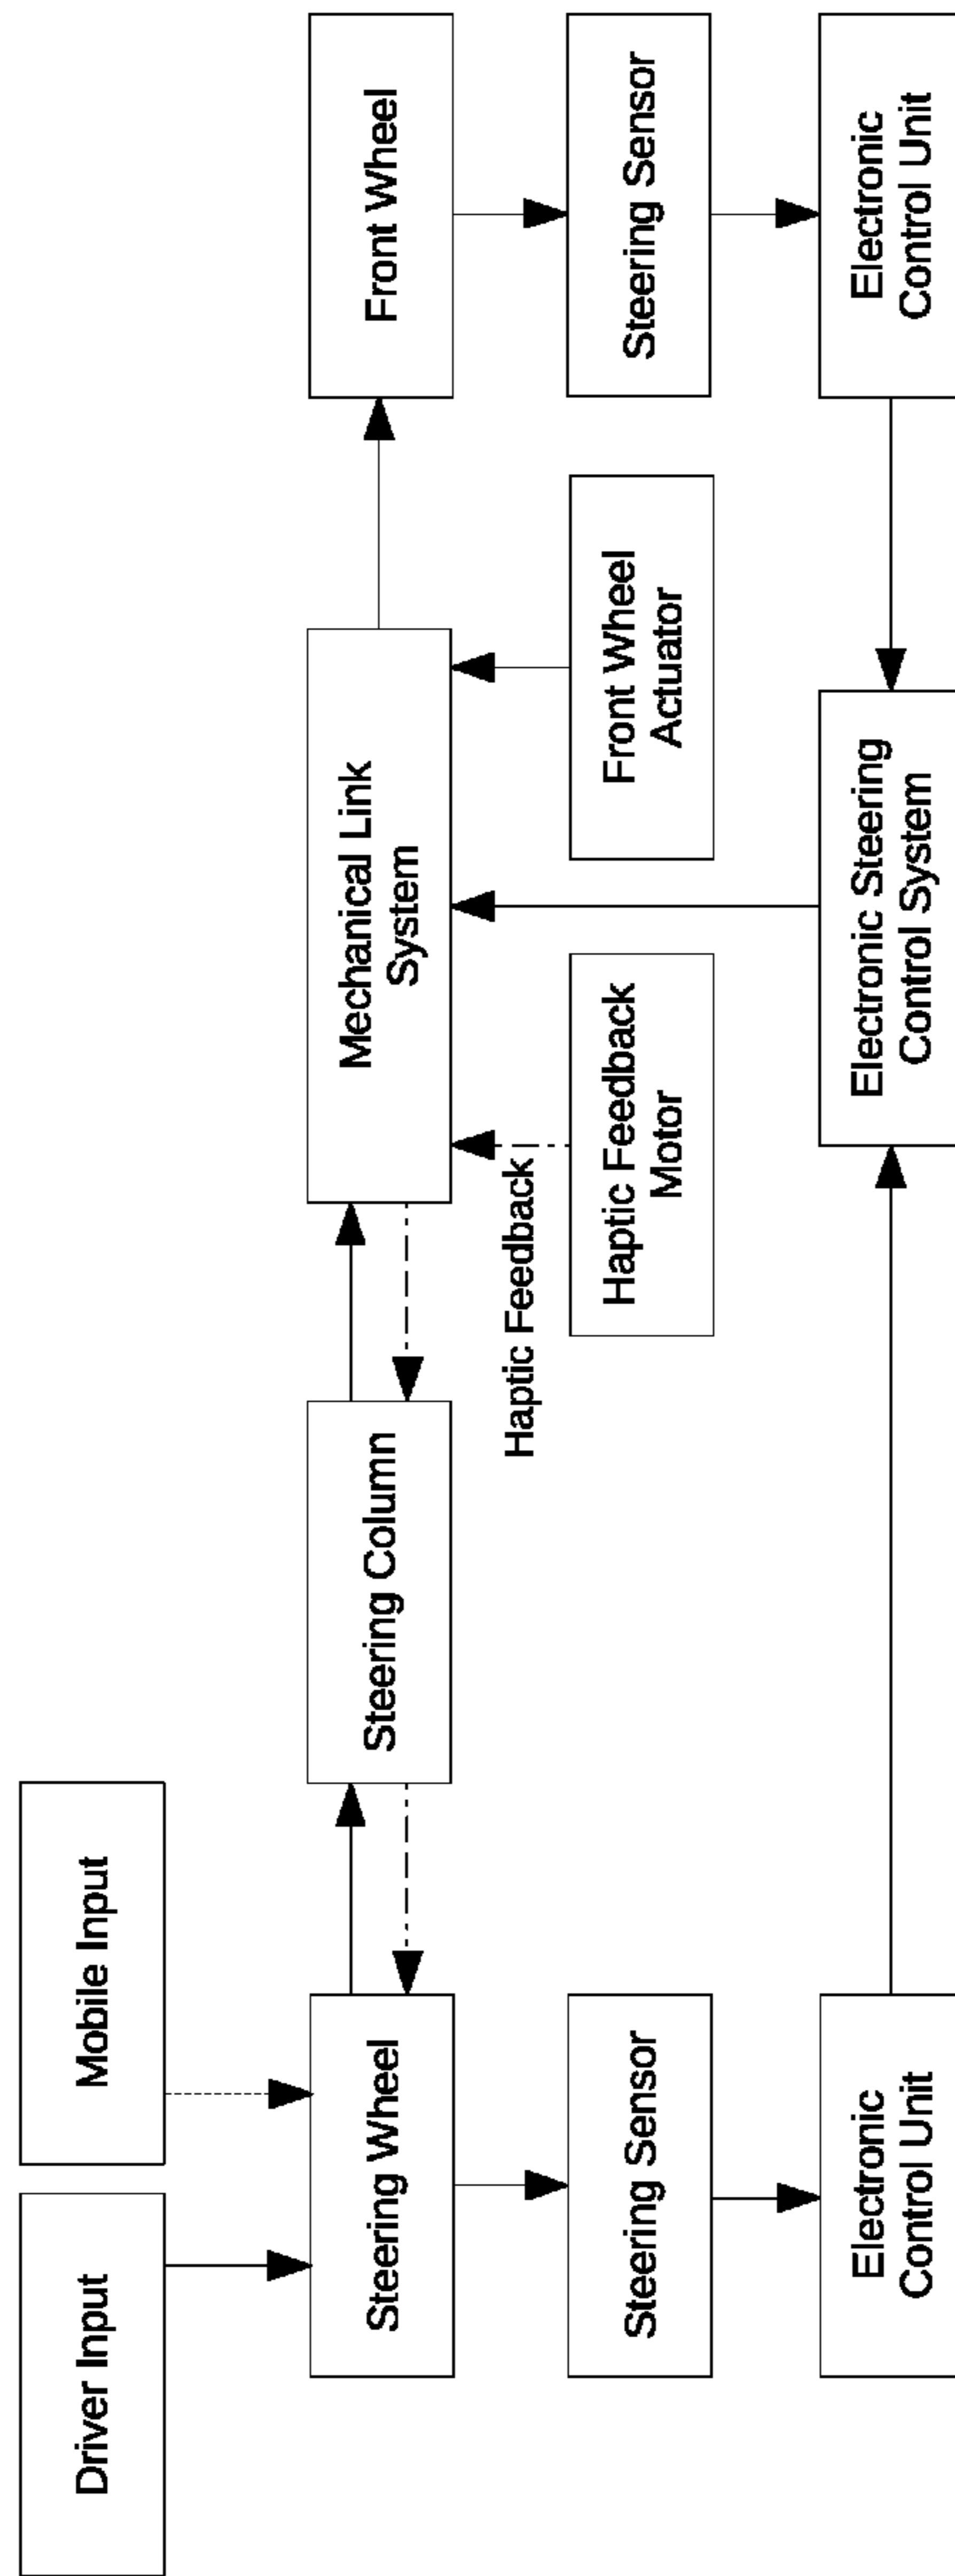 Driver Input
Mobile Input
Steering Wheel
Steering Column
Mechanical Link
System
Front Wheel
Haptic Feedback
Steering Sensor
Haptic Feedback
Motor
Front Wheel
Actuator
Steering Sensor
Electronic
Control Unit
Electronic Steering
Control System
Electronic
Control Unit